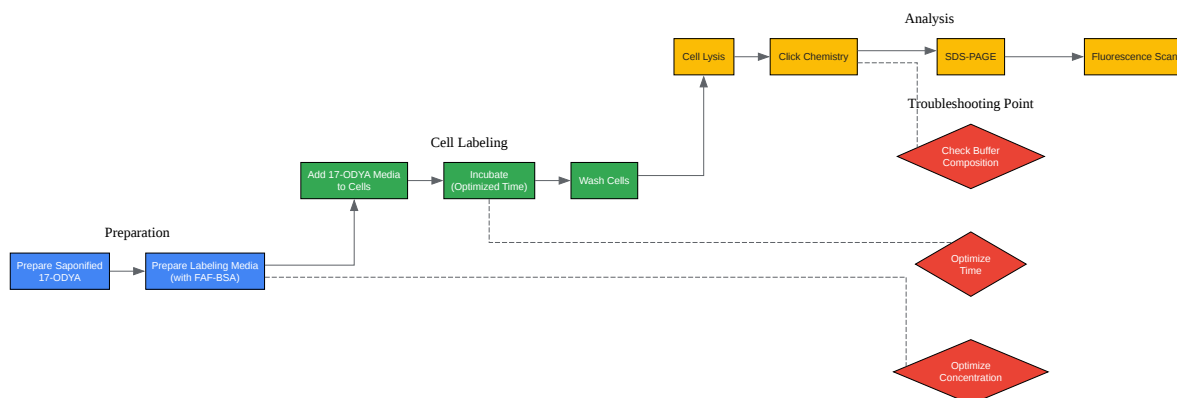 Analysis
Cell Lysis
Click Chemistry
SDS-PAGE
Fluorescence Scan
Troubleshooting Point
Check Buffer
Composition
Cell Labeling
Add 17-ODYA Media
to Cells
Incubate
(Optimized Time)
Wash Cells
Preparation
Prepare Saponified
17-ODYA
Prepare Labeling Media
(with FAF-BSA)
Optimize
Time
Optimize
Concentration